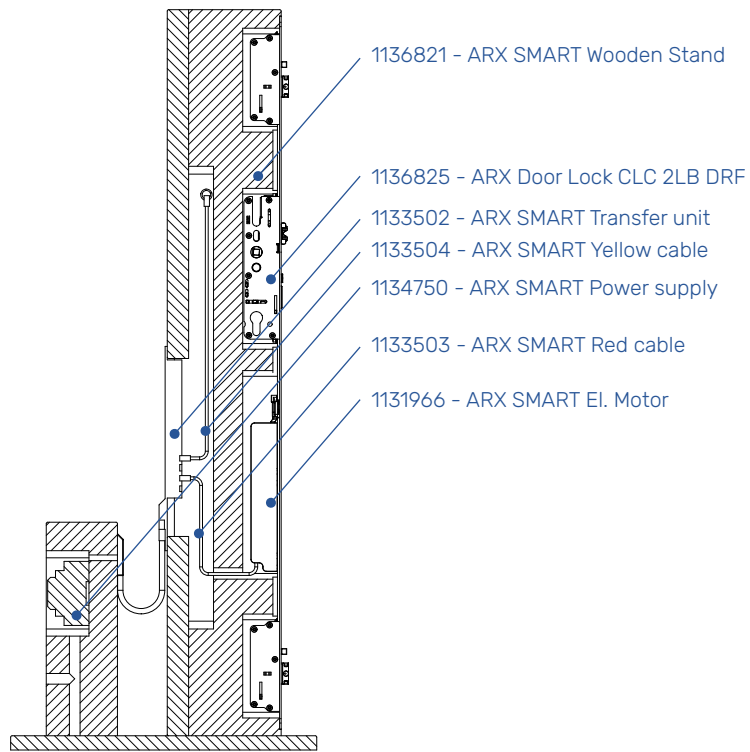 1136821 - ARX SMART Wooden Stand
1136825 - ARX Door Lock CLC 2LB DRF
1133502 - ARX SMART Transfer unit
1133504 - ARX SMART Yellow cable
1134750 - ARX SMART Power supply
1133503 - ARX SMART Red cable
1131966 - ARX SMART El. Motor